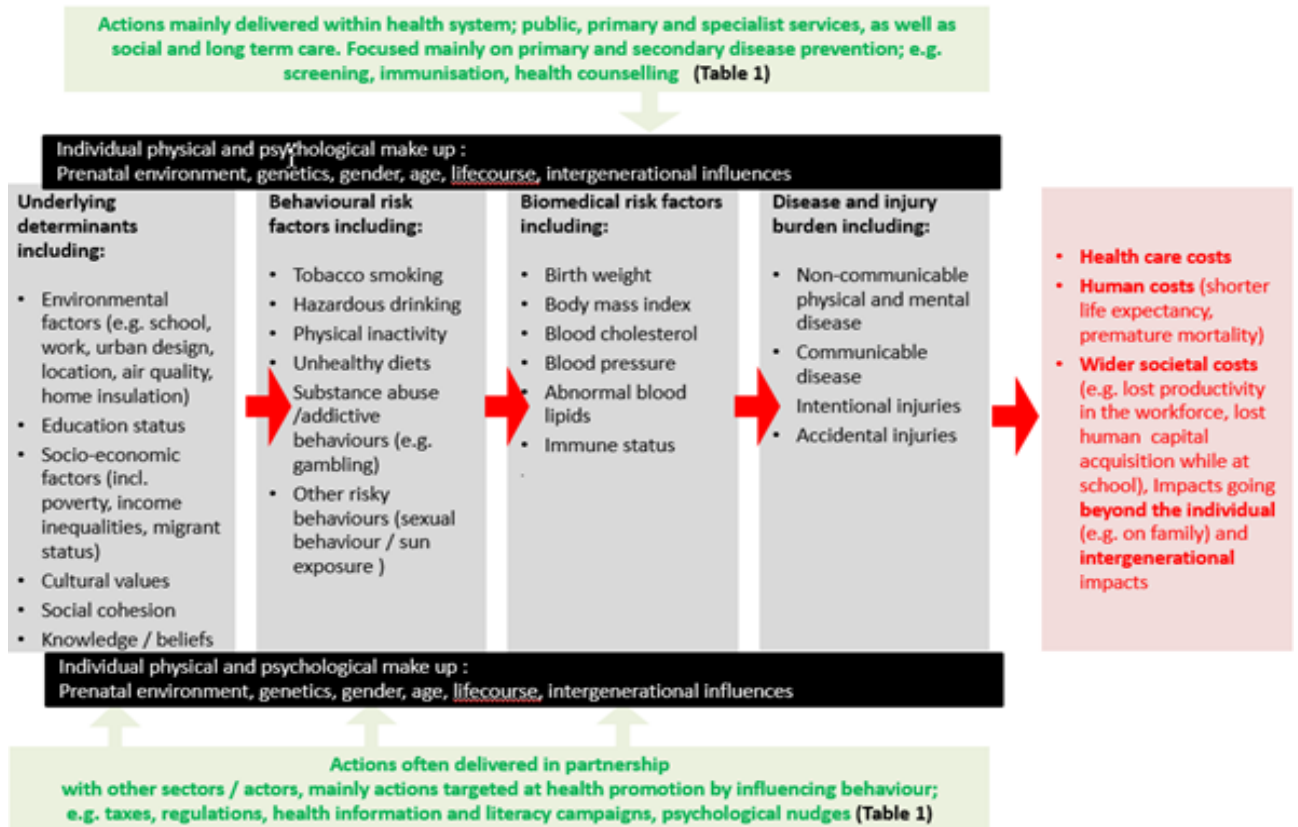 Actions mainly delivered within health system; public, primary and specialist services, as well as
social and long term care. Focused mainly on primary and secondary disease prevention; e.g.
screening, immunisation, health counselling (Table 1)
Individual physical and psychological make up :
Prenatal environment, genetics, gender, age, lifecourse, intergenerational influences
Underlying
determinants
including:
• Environmental
factors (e.g. school,
work, urban design,
location, air quality,
home insulation)
• Education status
• Socio-economic
factors (incl.
poverty, income
inequalities, migrant
status)
• Cultural values
• Social cohesion
• Knowledge / beliefs
Behavioural risk
factors including:
• Tobacco smoking
• Hazardous drinking
• Physical inactivity
• Unhealthy diets
Substance abuse
/addictive
behaviours (e.g.
gambling)
• Other risky
behaviours (sexual
behaviour / sun
exposure )
Biomedical risk factors
including:
• Birth weight
• Body mass index
• Blood cholesterol
• Blood pressure
• Abnormal blood
lipids
• Immune status
.
Disease and injury
burden including:
• Non-communicable
physical and mental
disease
• Communicable
disease
Intentional injuries
• Accidental injuries
• Health care costs
• Human costs (shorter
life expectancy,
premature mortality)
• Wider societal costs
(e.g. lost productivity
in the workforce, lost
human capital
acquisition while at
school), Impacts going
beyond the individual
(e.g. on family) and
intergenerational
impacts
Individual physical and psychological make up :
Prenatal environment, genetics, gender, age, lifecourse, intergenerational influences
Actions often delivered in partnership
with other sectors / actors, mainly actions targeted at health promotion by influencing behaviour;
e.g. taxes, regulations, health information and literacy campaigns, psychological nudges (Table 1)